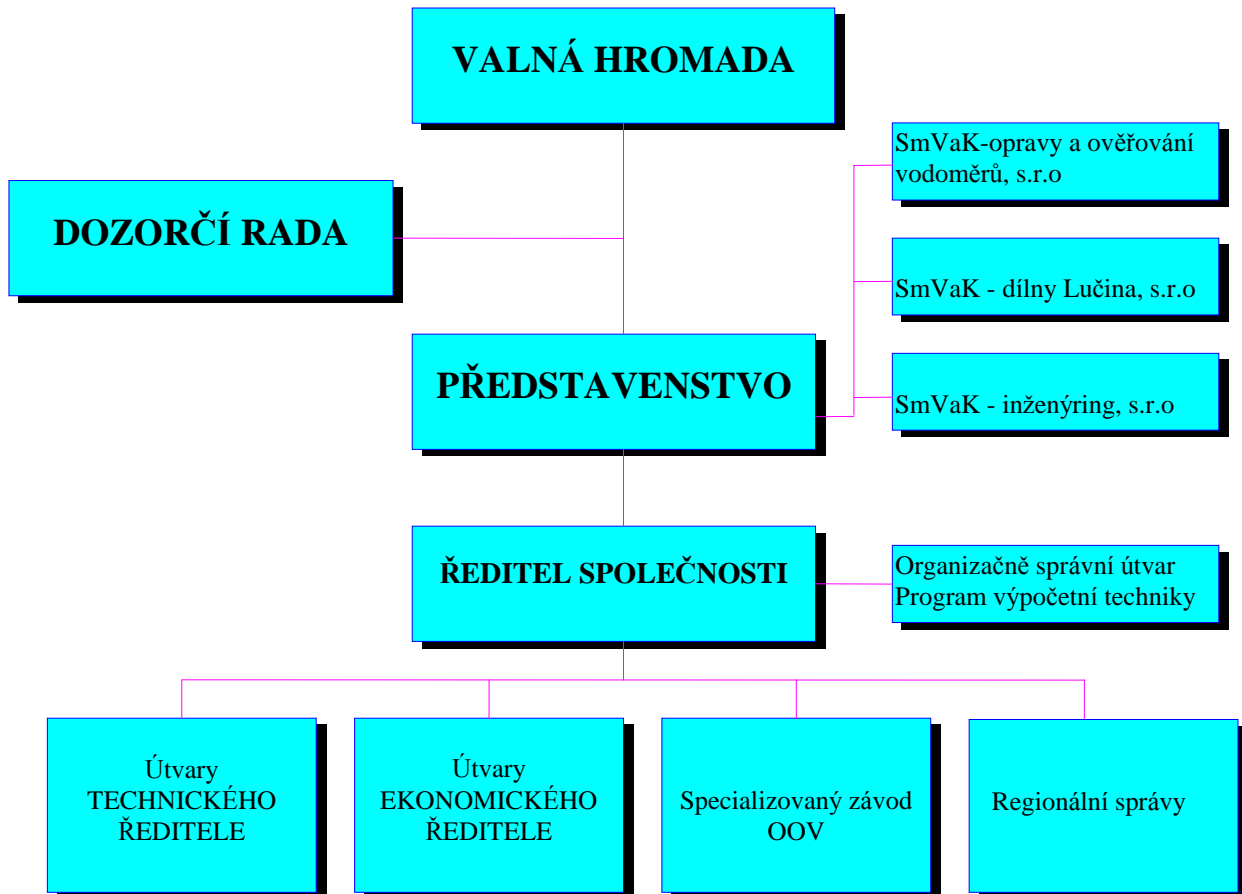 VALNÁ HROMADA
SmVaK-opravy a ověřování
vodoměrů, s.r.o
DOZORČÍ RADA
SmVaK - dílny Lučina, s.r.o
PŘEDSTAVENSTVO
SmVaK - inženýring, s.r.o
ŘEDITEL SPOLEČNOSTI
Organizačně správní útvar
Program výpočetní techniky
Útvary
TECHNICKÉHO
ŘEDITELE
Útvary
EKONOMICKÉHO
ŘEDITELE
Specializovaný závod
OOV
Regionální správy